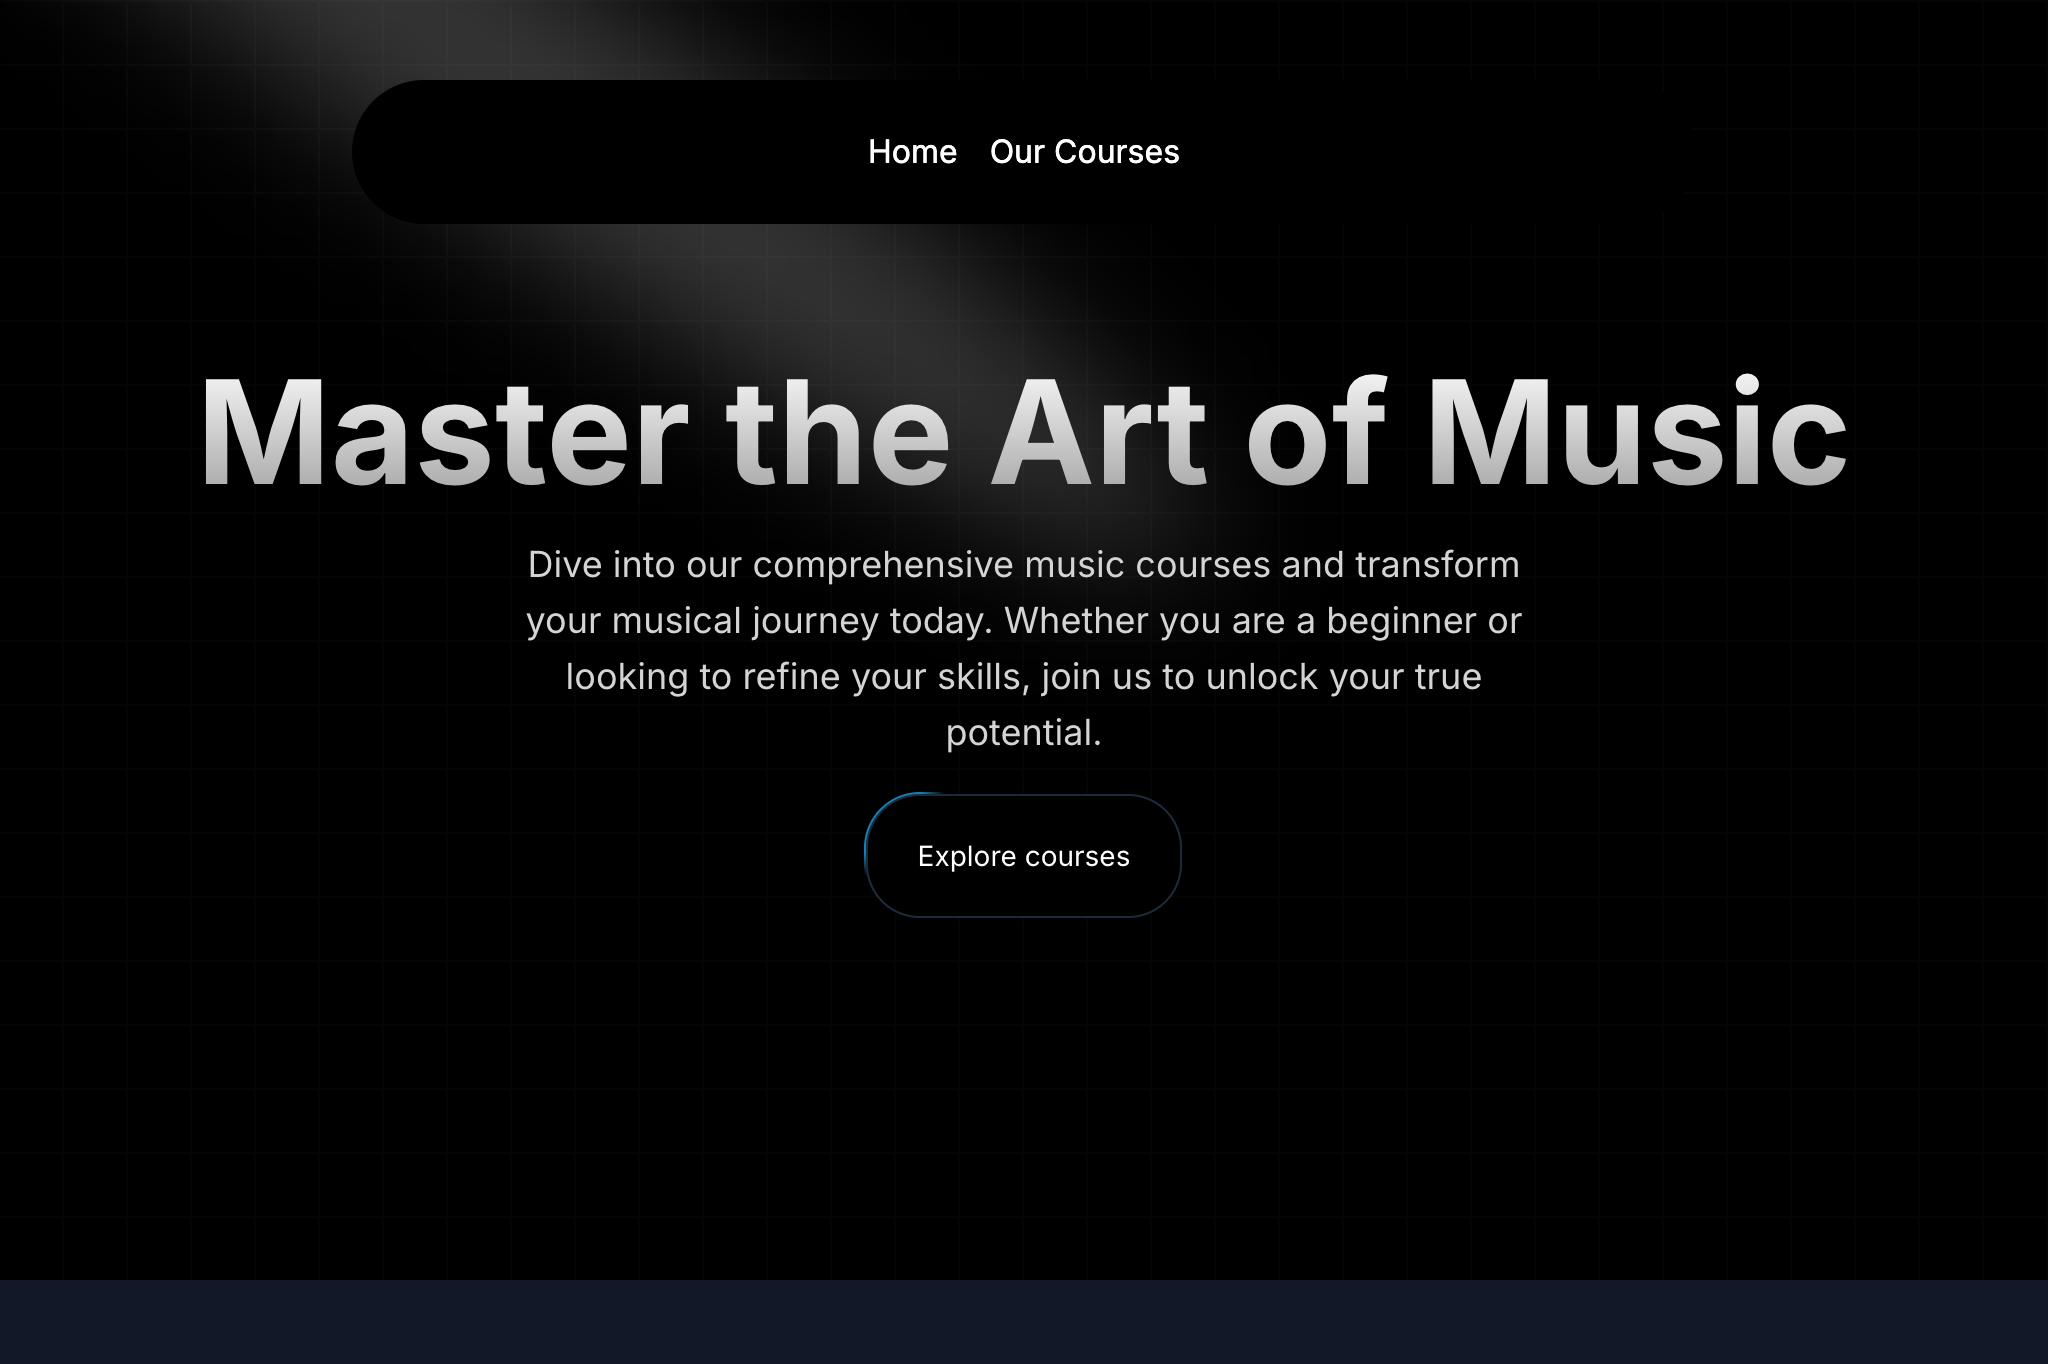 Home Our Courses
Master the Art of Music
Dive into our comprehensive music courses and transform
your musical journey today. Whether you are a beginner or
looking to refine your skills, join us to unlock your true
potential.
Explore courses